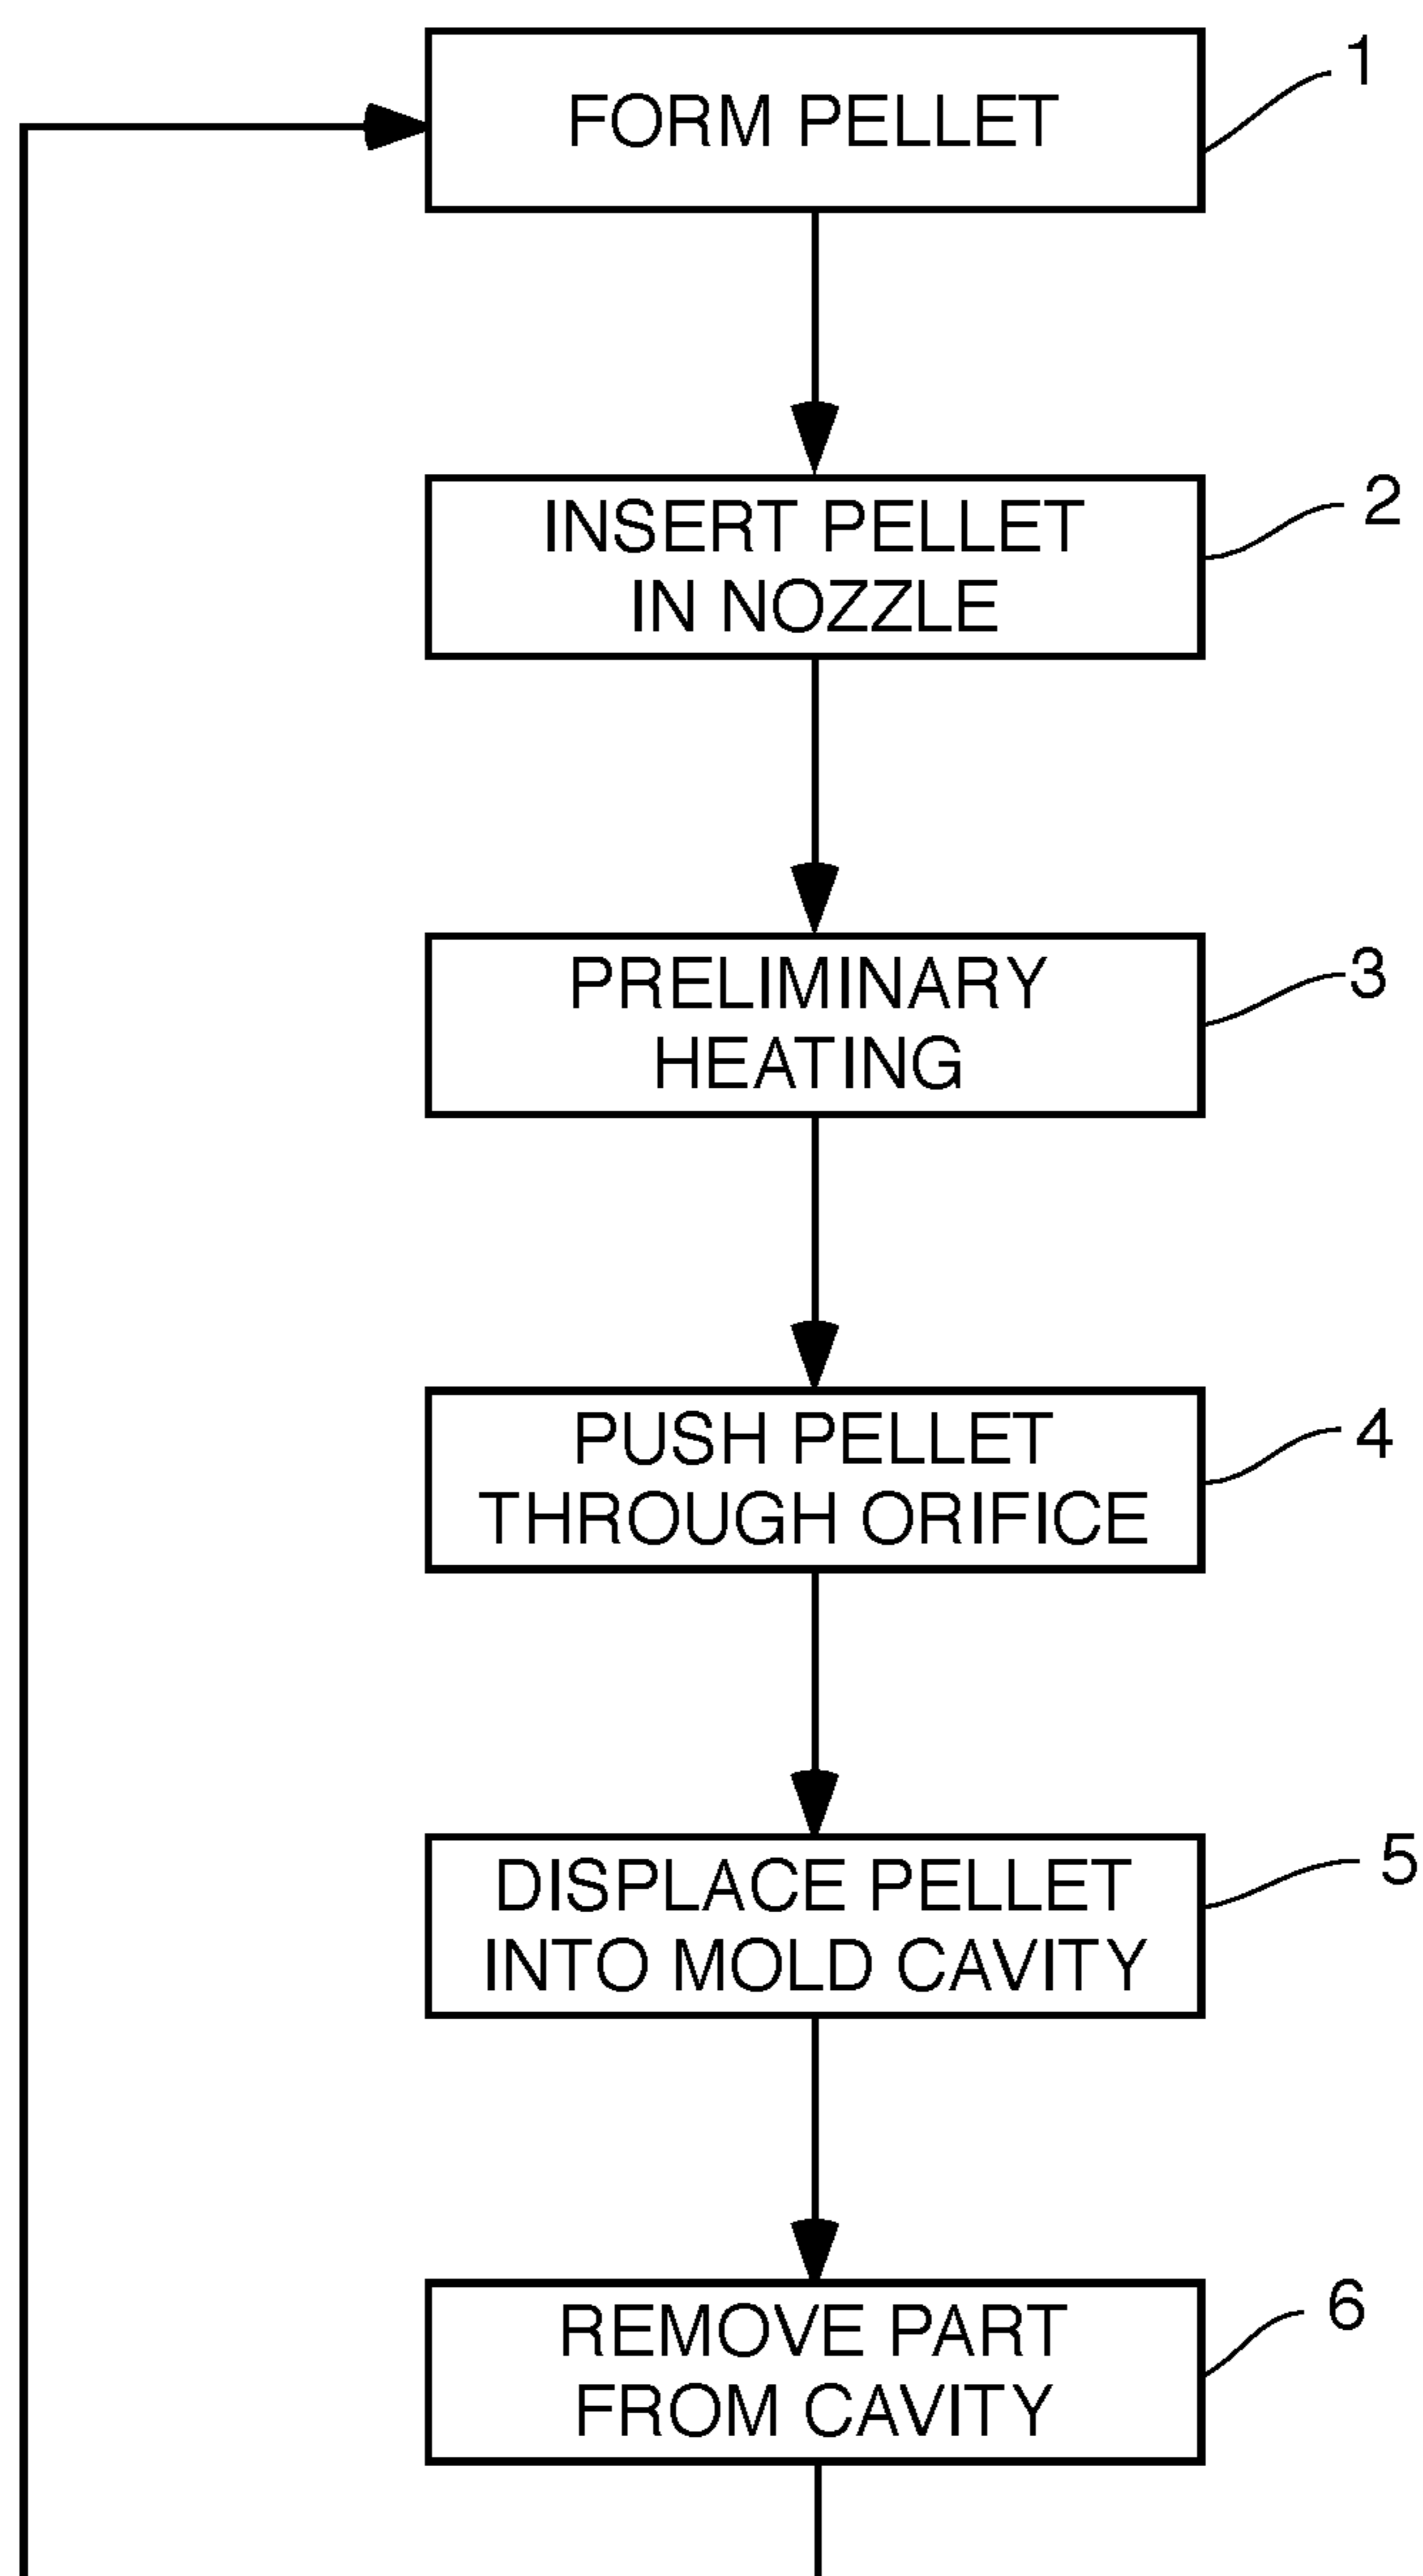 FORM PELLET
1
INSERT PELLET
IN NOZZLE
2
PRELIMINARY
HEATING
3
PUSH PELLET
THROUGH ORIFICE
4
DISPLACE PELLET
INTO MOLD CAVITY
5
REMOVE PART
FROM CAVITY
6